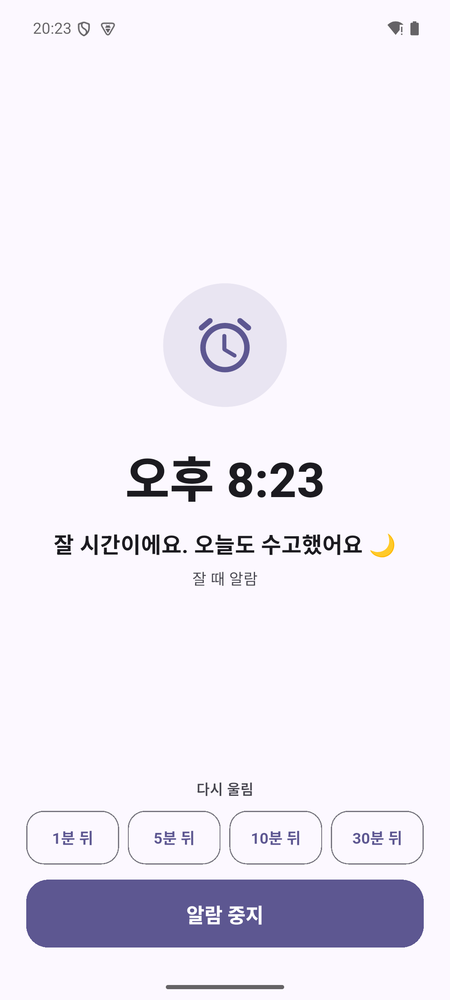 20:23
오후 8:23
잘 시간이에요. 오늘도 수고했어요 🌙
잘 때 알람
다시 울림
1분 뒤 5분 뒤 10분 뒤 30분 뒤
알람 중지